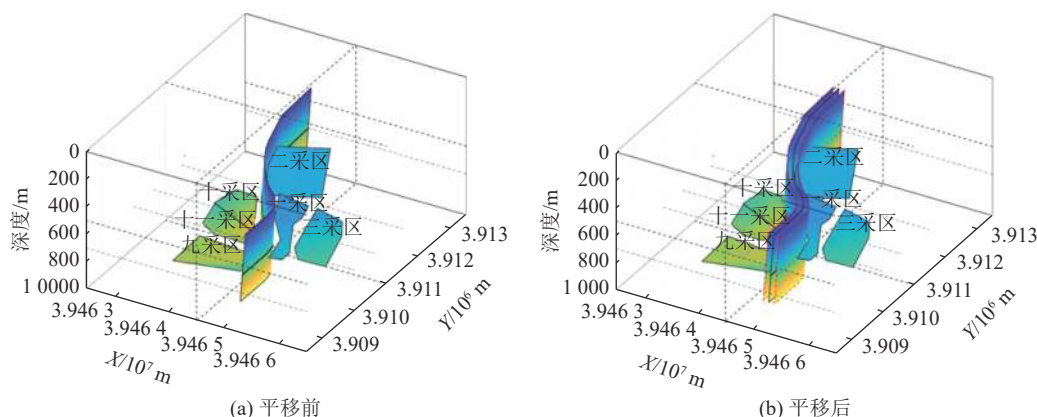 0
200
400
600
800
1 0000
深度/m
二采区
十采区
一采区
十一采区
三采区
九采区
3.946 3
3.946 4
3.946 5
3.946 6
X/10⁷ m
3.913
3.912
3.911
3.910
3.909
Y/10⁶ m
(a) 平移前
0
200
400
600
800
1 000
深度/m
二采区
十采区
一采区
十一采区
三采区
九采区
3.946 3
3.946 4
3.946 5
3.946 6
X/10⁷ m
3.913
3.912
3.911
3.910
3.909
Y/10⁶ m
(b) 平移后